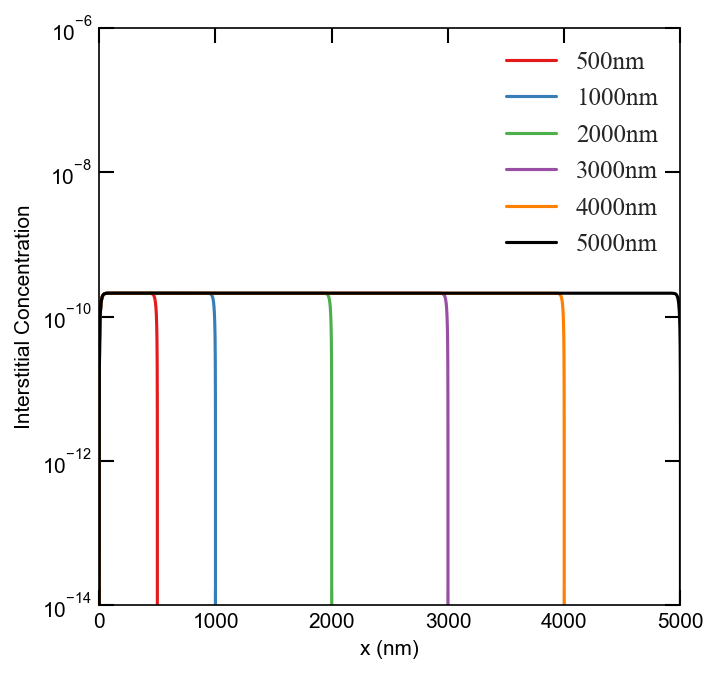 10⁻⁶
10⁻⁸
10⁻¹⁰
10⁻¹²
10⁻¹⁴
Interstitial Concentration
500nm
1000nm
2000nm
3000nm
4000nm
5000nm
0 1000 2000 3000 4000 5000
x (nm)